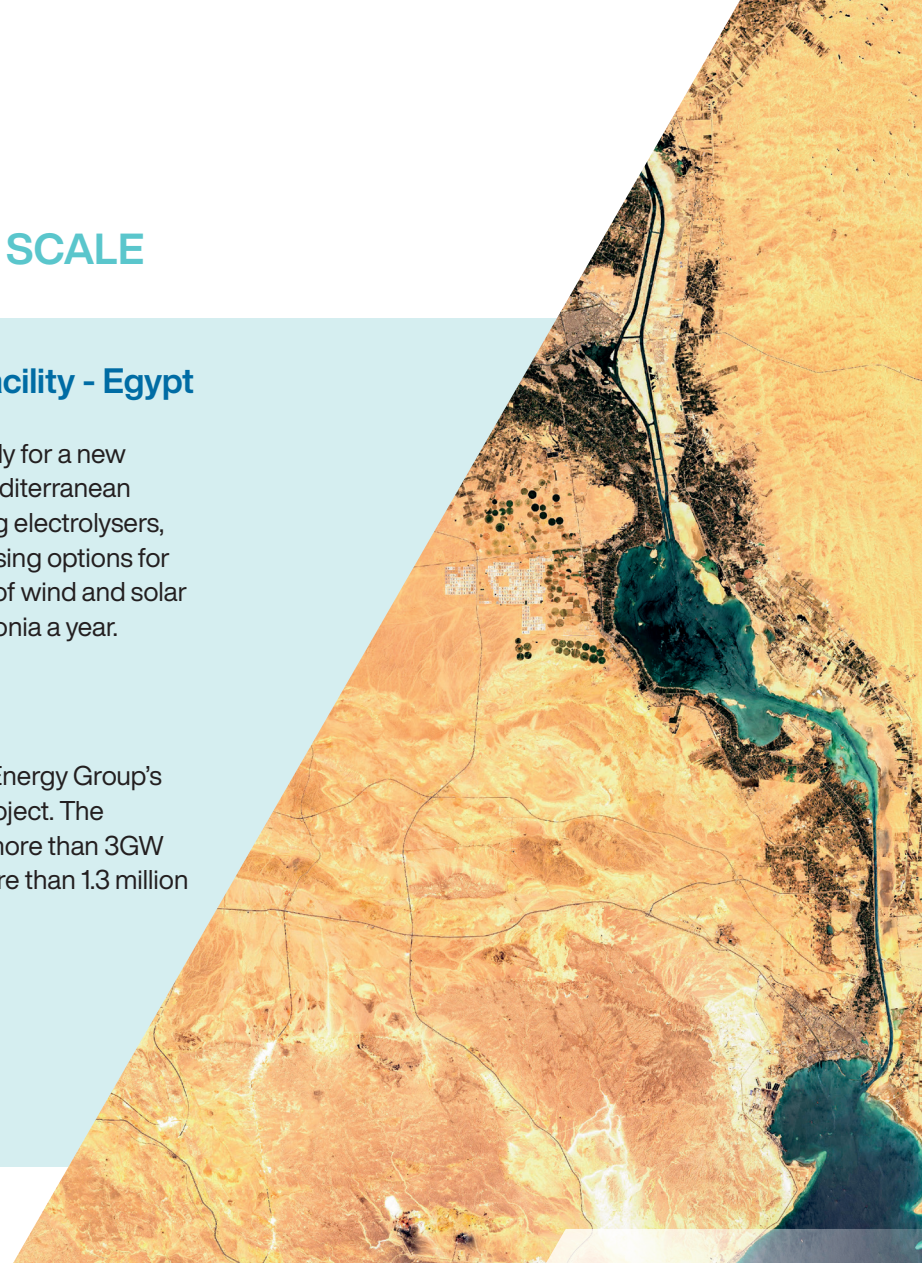 SCALE
cility - Egypt
ly for a new
diterranean
g electrolysers,
sing options for
of wind and solar
onia a year.
Energy Group's
oject. The
more than 3GW
re than 1.3 million